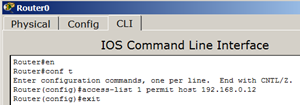 Router0
Physical Config CLI
IOS Command Line Interface
Router#en
Router#conf t
Enter configuration commands, one per line. End with CNTL/Z.
Router(config)#access-list 1 permit host 192.168.0.12
Router(config)#exit